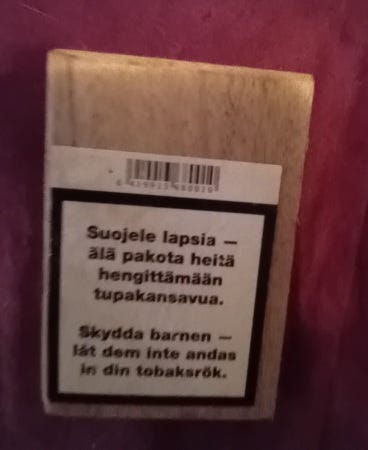 Suojele lapsia –
älä pakota heitä
hengittämään
tupakansavua.
Skydda barnen –
låt dem inte andas
in din tobaksrök.